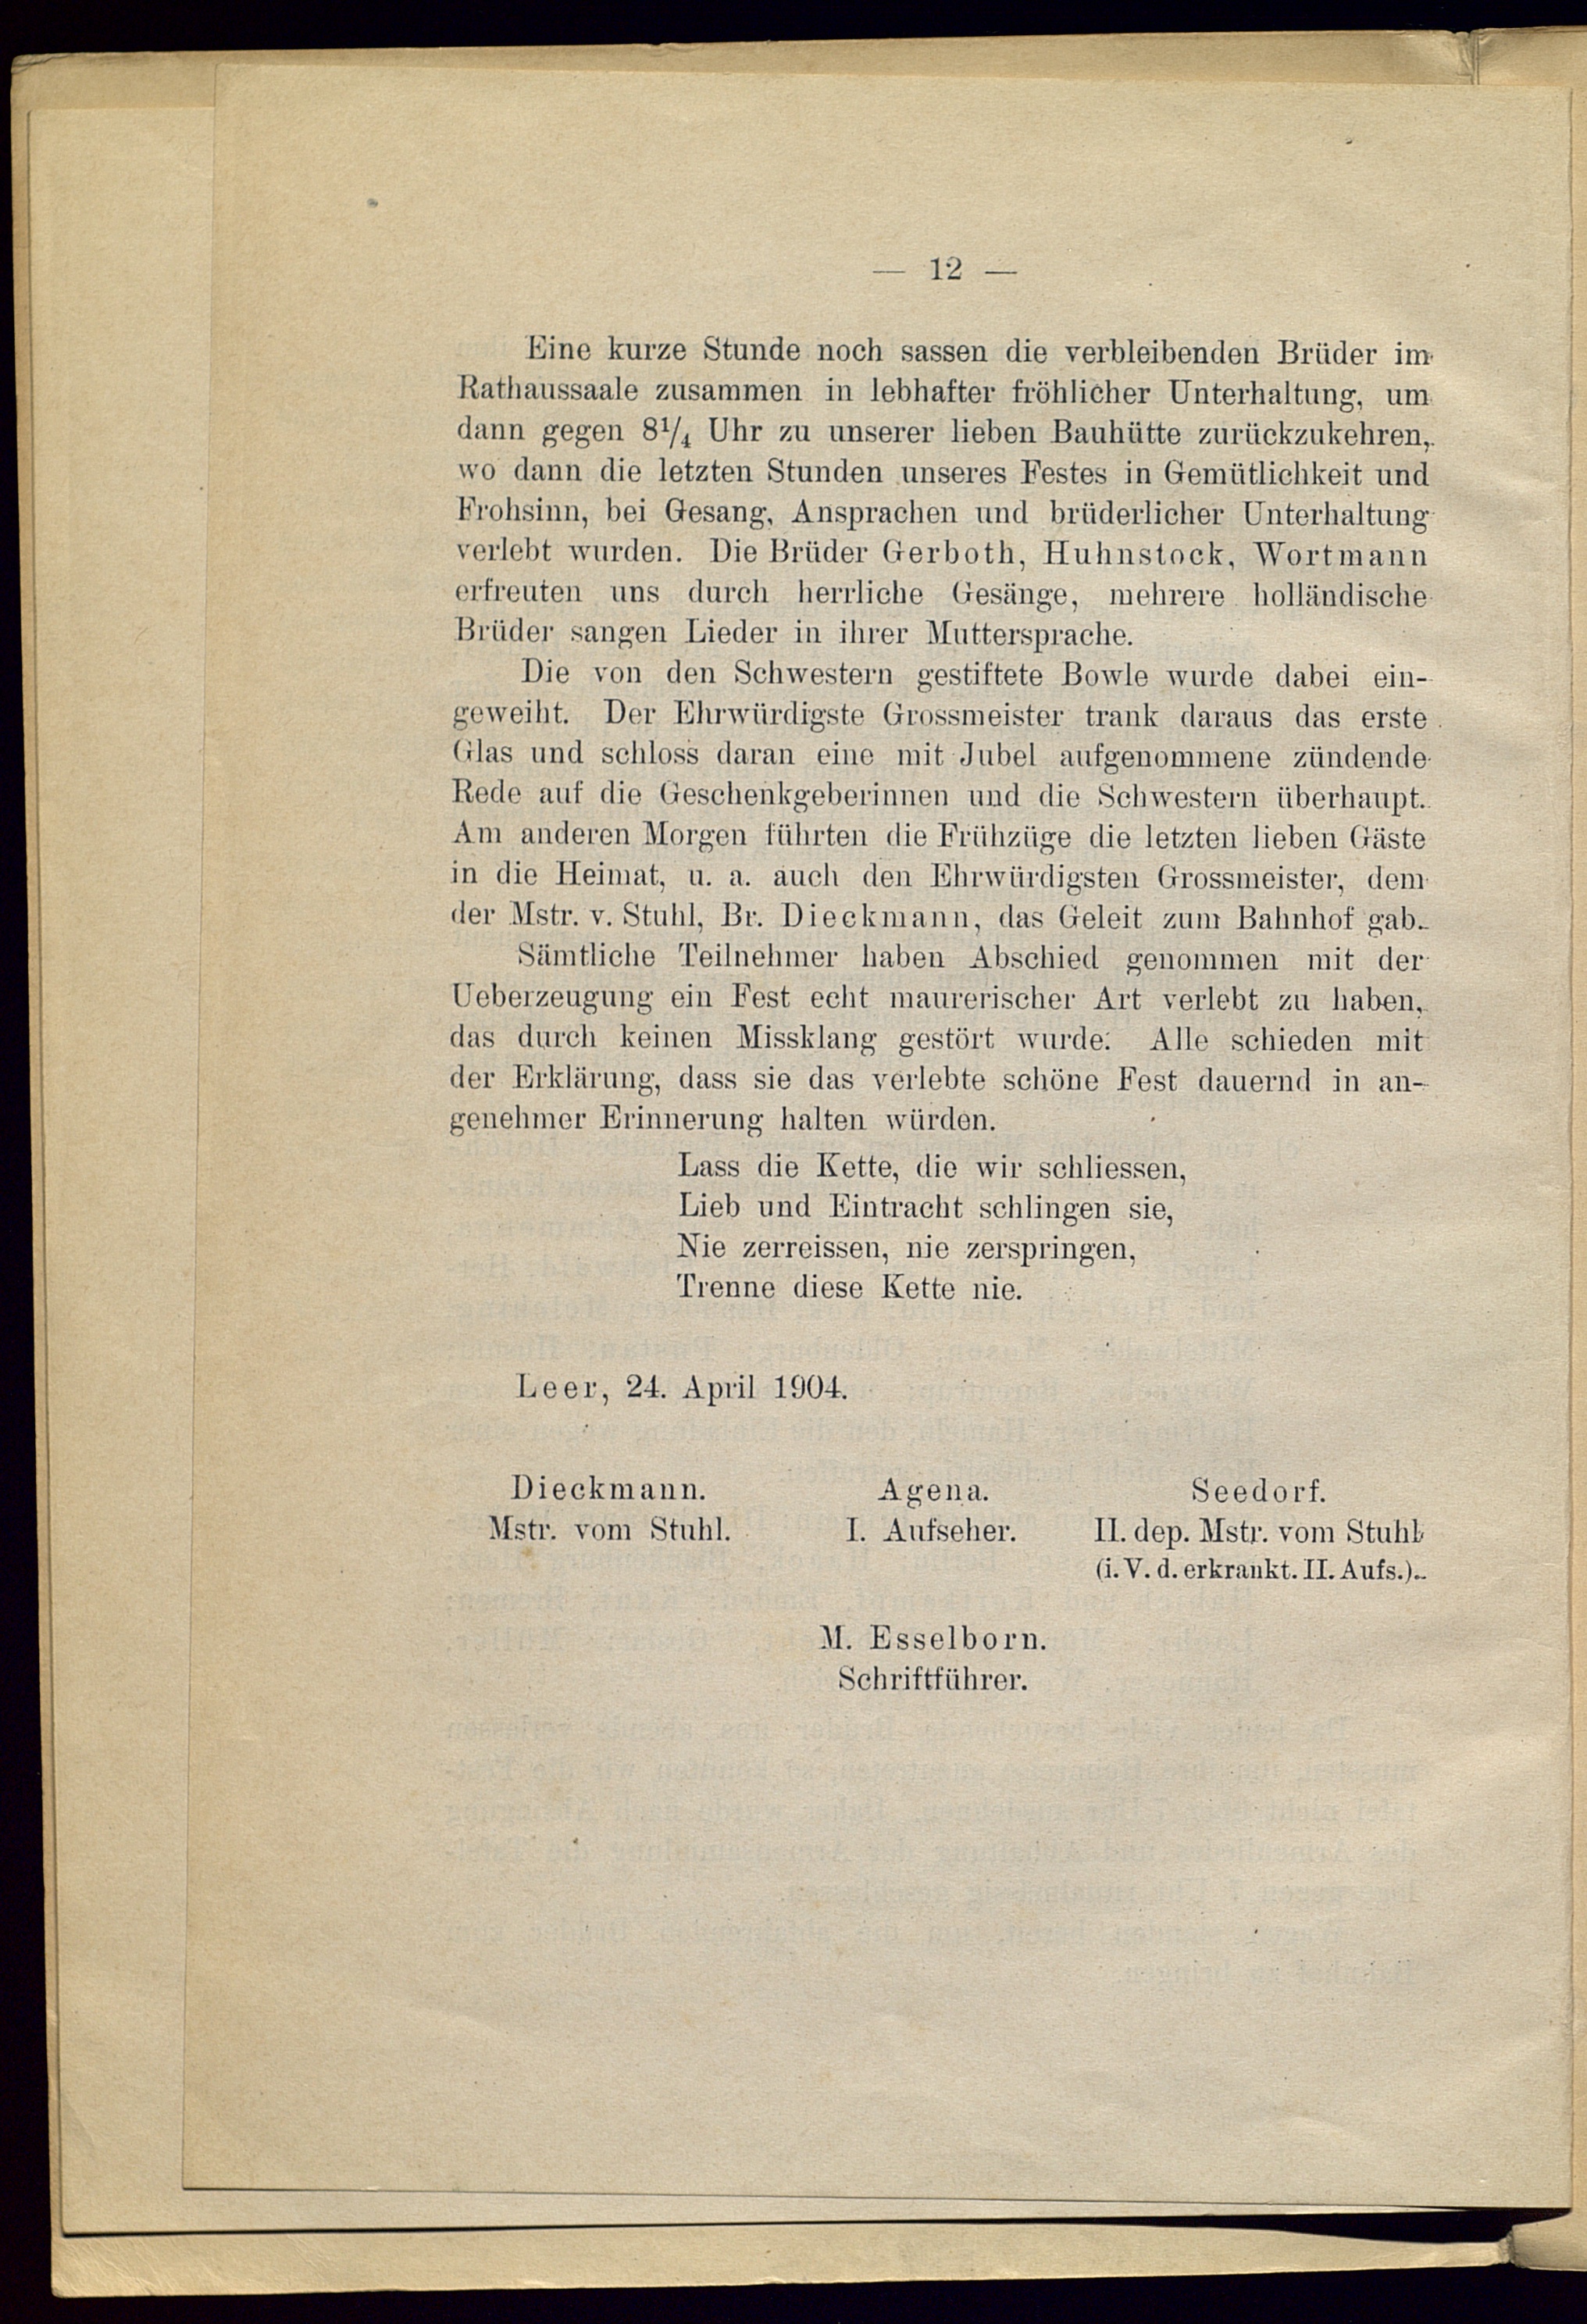 — 12 —
Eine kurze Stunde noch sassen die verbleibenden Brüder im
Rathaussaale zusammen in lebhafter fröhlicher Unterhaltung, um
dann gegen 8¹/₄ Uhr zu unserer lieben Bauhütte zurückzukehren,
wo dann die letzten Stunden unseres Festes in Gemütlichkeit und
Frohsinn, bei Gesang, Ansprachen und brüderlicher Unterhaltung
verlebt wurden. Die Brüder Gerboth, Huhnstock, Wortmann
erfreuten uns durch herrliche Gesänge, mehrere holländische
Brüder sangen Lieder in ihrer Muttersprache.
Die von den Schwestern gestiftete Bowle wurde dabei ein-
geweiht. Der Ehrwürdigste Grossmeister trank daraus das erste
Glas und schloss daran eine mit Jubel aufgenommene zündende
Rede auf die Geschenkgeberinnen und die Schwestern überhaupt.
Am anderen Morgen führten die Frühzüge die letzten lieben Gäste
in die Heimat, u. a. auch den Ehrwürdigsten Grossmeister, dem
der Mstr. v. Stuhl, Br. Dieckmann, das Geleit zum Bahnhof gab.
Sämtliche Teilnehmer haben Abschied genommen mit der
Ueberzeugung ein Fest echt maurerischer Art verlebt zu haben,
das durch keinen Missklang gestört wurde. Alle schieden mit
der Erklärung, dass sie das verlebte schöne Fest dauernd in an-
genehmer Erinnerung halten würden.
Lass die Kette, die wir schliessen,
Lieb und Eintracht schlingen sie,
Nie zerreissen, nie zerspringen,
Trenne diese Kette nie.
Leer, 24. April 1904.
Dieckmann. Agena. Seedorf.
Mstr. vom Stuhl. I. Aufseher. II. dep. Mstr. vom Stuhl
(i. V. d. erkrankt. II. Aufs.).
M. Esselborn.
Schriftführer.